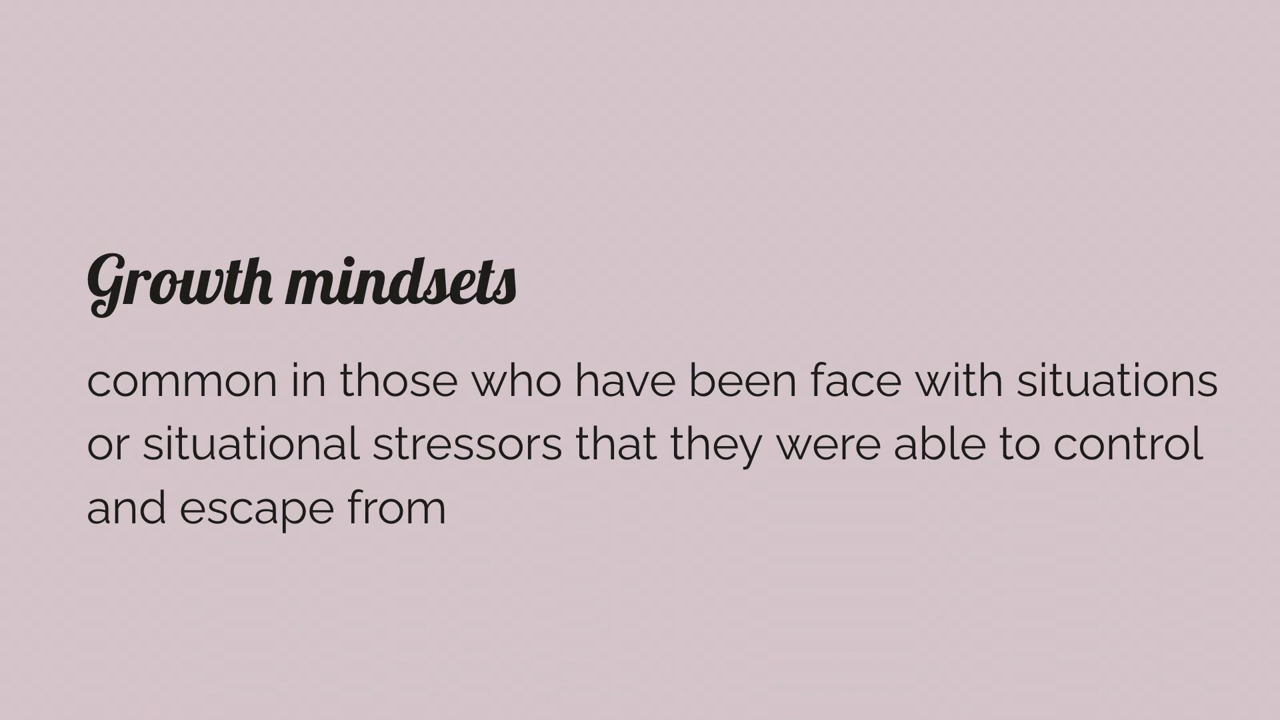 Growth mindsets
common in those who have been face with situations
or situational stressors that they were able to control
and escape from